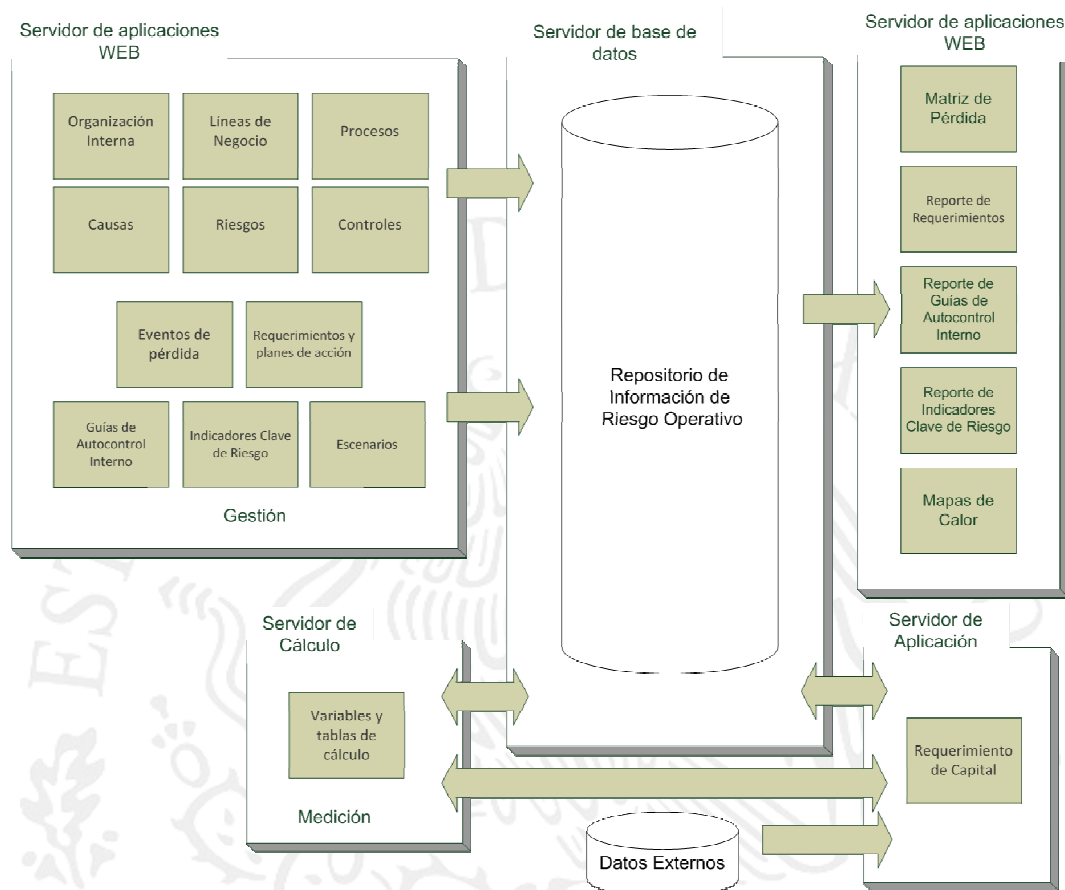 Servidor de aplicaciones
WEB
Organización
Interna
Líneas de
Negocio
Procesos
Causas
Riesgos
Controles
Eventos de
pérdida
Requerimientos y
planes de acción
Guías de
Autocontrol
Interno
Indicadores Clave
de Riesgo
Escenarios
Gestión
Servidor de base de
datos
Repositorio de
Información de
Riesgo Operativo
Servidor de aplicaciones
WEB
Matriz de
Pérdida
Reporte de
Requerimientos
Reporte de
Guías de
Autocontrol
Interno
Reporte de
Indicadores
Clave de Riesgo
Mapas de
Calor
Servidor de
Cálculo
Variables y
tablas de
cálculo
Medición
Datos Externos
Servidor de
Aplicación
Requerimiento
de Capital
EST